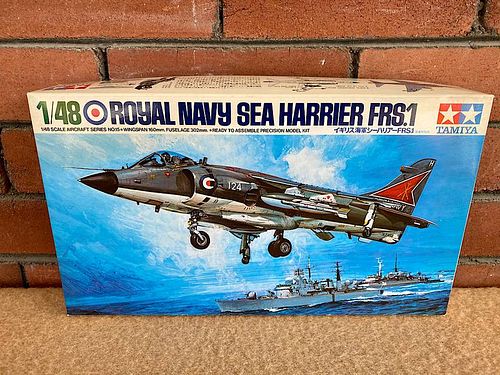 1/48 ROYAL NAVY SEA HARRIER FRS.1
1/48 SCALE AIRCRAFT SERIES NO.15 • WINGSPAN 160mm, FUSELAGE 302mm • READY TO ASSEMBLE PRECISION MODEL KIT
イギリス海軍シーハリアーFRS.1
TAMIYA
124